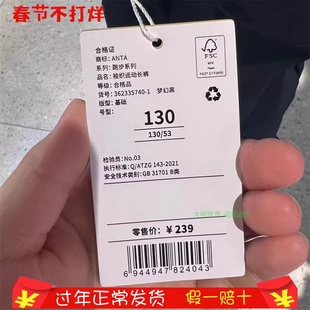 春节不打烊
合格证
商标: ANTA
系列: 跑步系列
品名: 梭织运动长裤
等级: 合格品
货号: 362335740-1 梦幻黑
版型: 基础
号型:
130
130/53
FSC
检验员: No.03
执行标准: Q/ATZG 143-2021
安全技术类别: GB 31701 B类
零售价: ￥239
6 944947 824043
过年正常发货 假一赔十